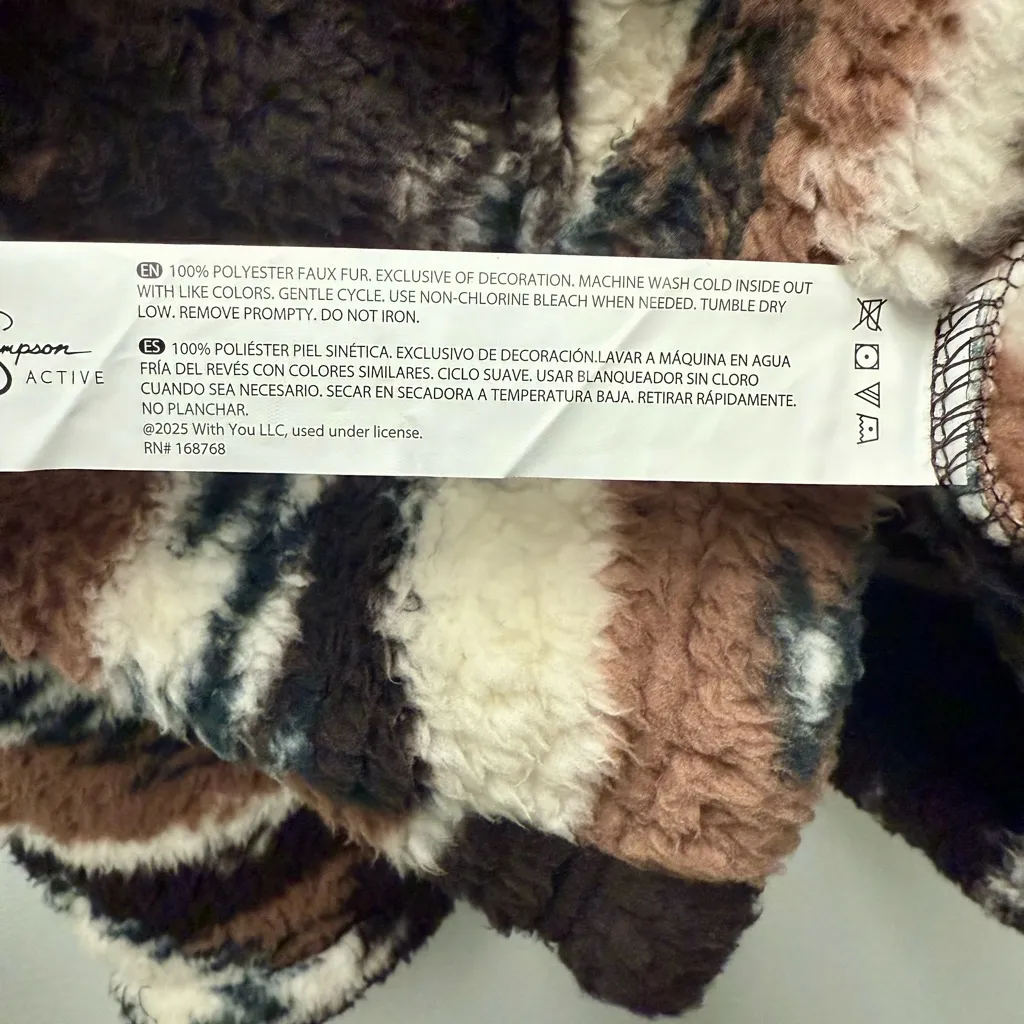 mpson
ACTIVE
EN 100% POLYESTER FAUX FUR. EXCLUSIVE OF DECORATION. MACHINE WASH COLD INSIDE OUT
WITH LIKE COLORS. GENTLE CYCLE. USE NON-CHLORINE BLEACH WHEN NEEDED. TUMBLE DRY
LOW. REMOVE PROMPTY. DO NOT IRON.
ES 100% POLIÉSTER PIEL SINÉTICA. EXCLUSIVO DE DECORACIÓN.LAVAR A MÁQUINA EN AGUA
FRÍA DEL REVÉS CON COLORES SIMILARES. CICLO SUAVE. USAR BLANQUEADOR SIN CLORO
CUANDO SEA NECESARIO. SECAR EN SECADORA A TEMPERATURA BAJA. RETIRAR RÁPIDAMENTE.
NO PLANCHAR.
@2025 With You LLC, used under license.
RN# 168768